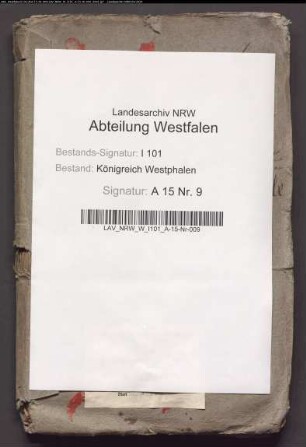 Landesarchiv NRW
Abteilung Westfalen
Bestands-Signatur: I 101
Bestand: Königreich Westphalen
Signatur: A 15 Nr. 9
LAV_NRW_W_I101_A-15-Nr-009